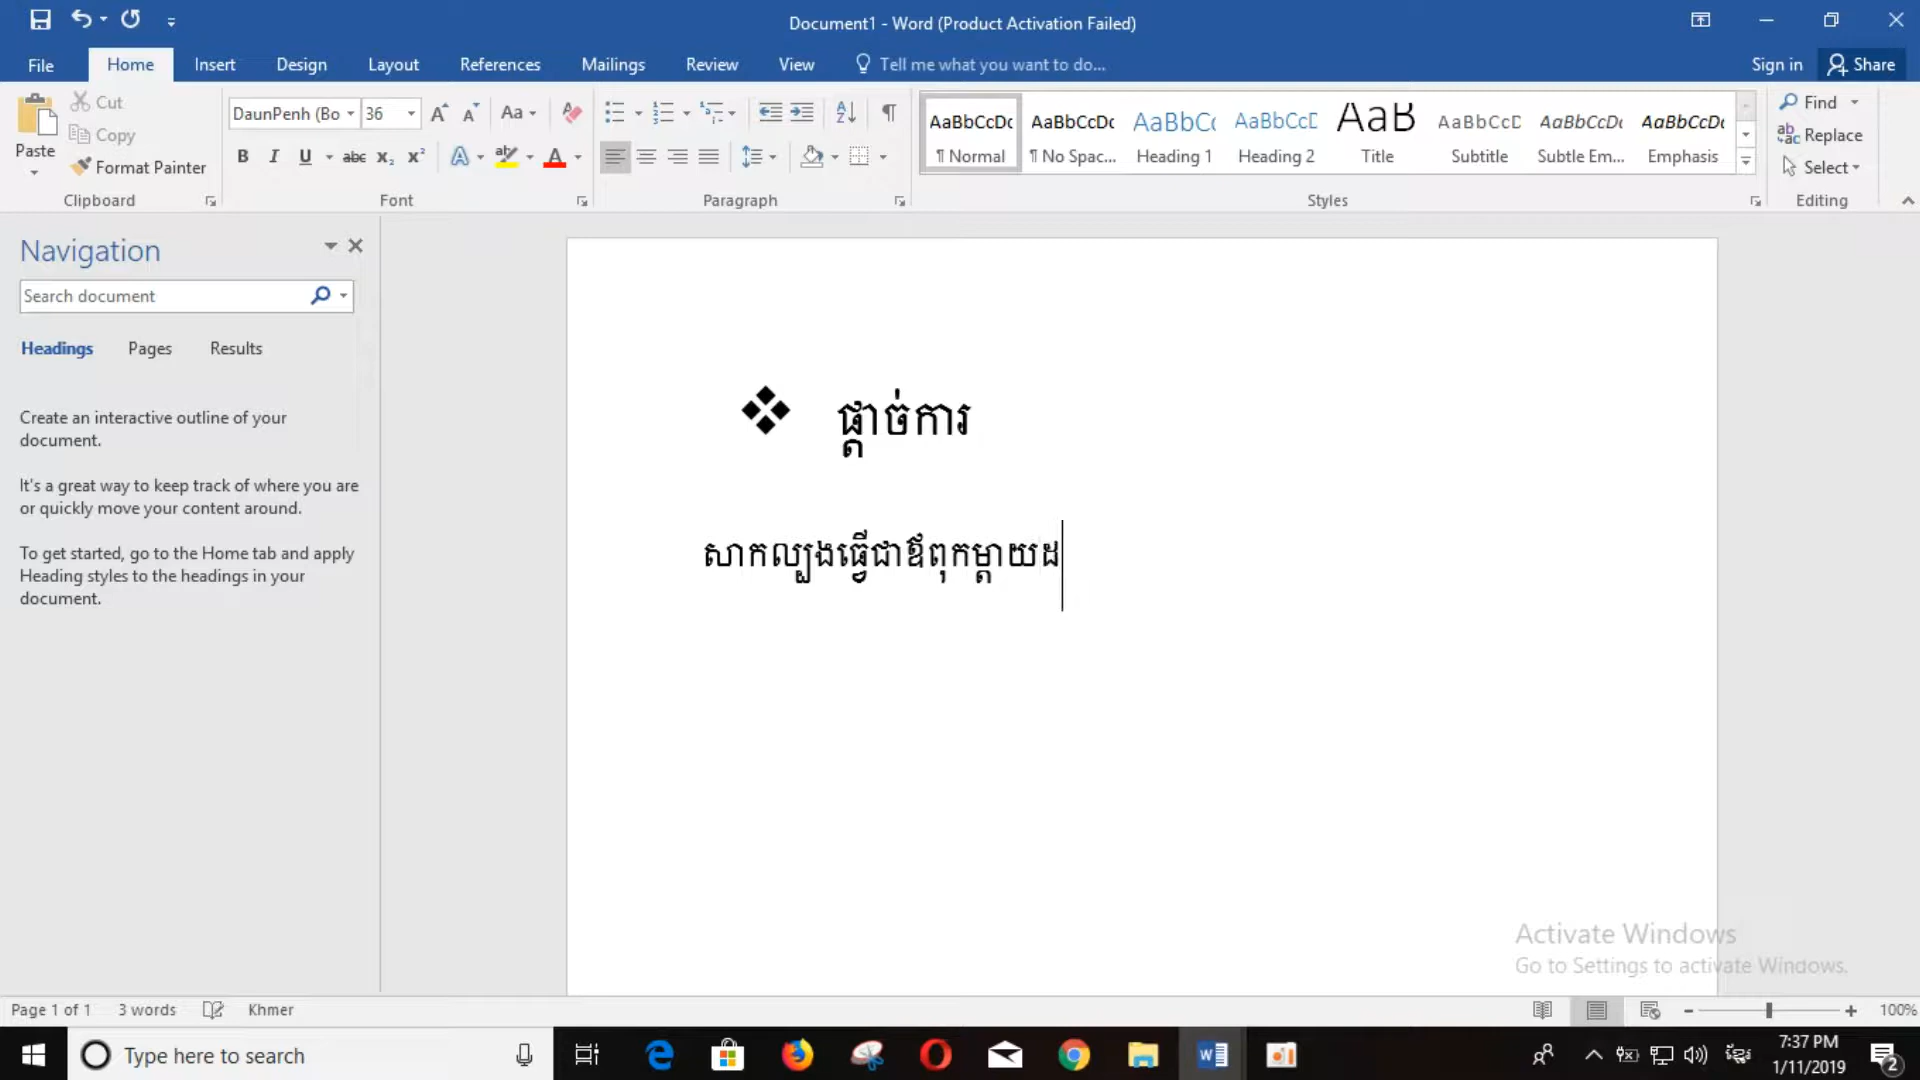 Document1 - Word (Product Activation Failed)
File Home Insert Design Layout References Mailings Review View Tell me what you want to do... Sign in Share
Paste
Cut
Copy
Format Painter
Clipboard
DaunPenh (Bo 36
Font
Paragraph
AaBbCcDc AaBbCcDc AaBbCc AaBbCcD AaB AaBbCcD AaBbCcDc AaBbCcDc
¶ Normal ¶ No Spac... Heading 1 Heading 2 Title Subtitle Subtle Em... Emphasis
Styles
Find
Replace
Select
Editing
Navigation
Search document
Headings Pages Results
Create an interactive outline of your
document.
It's a great way to keep track of where you are
or quickly move your content around.
To get started, go to the Home tab and apply
Heading styles to the headings in your
document.
ផ្ដាច់ការ
សាកល្បងធ្វើជាឪពុកម្ដាយដ
Activate Windows
Go to Settings to activate Windows.
Page 1 of 1 3 words Khmer 100%
Type here to search
7:37 PM
1/11/2019
2